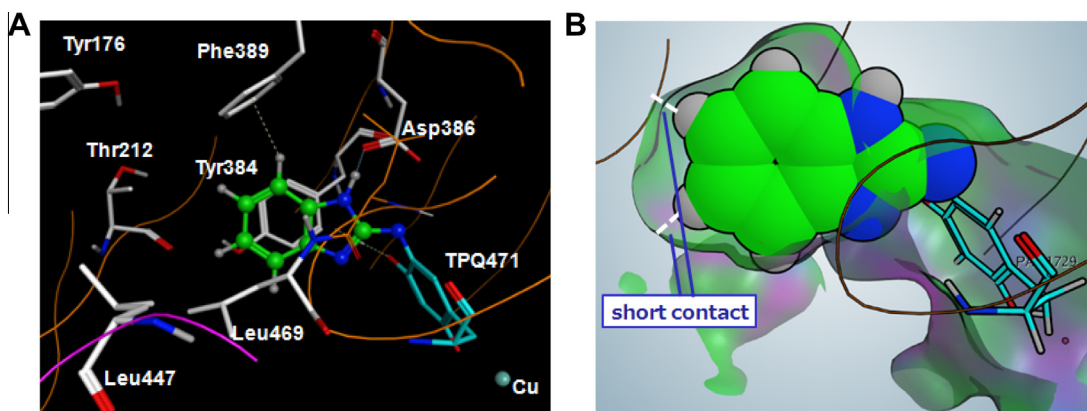 A
Tyr176
Phe389
Asp386
Thr212
Tyr384
TPQ471
Leu469
Leu447
Cu
B
short contact